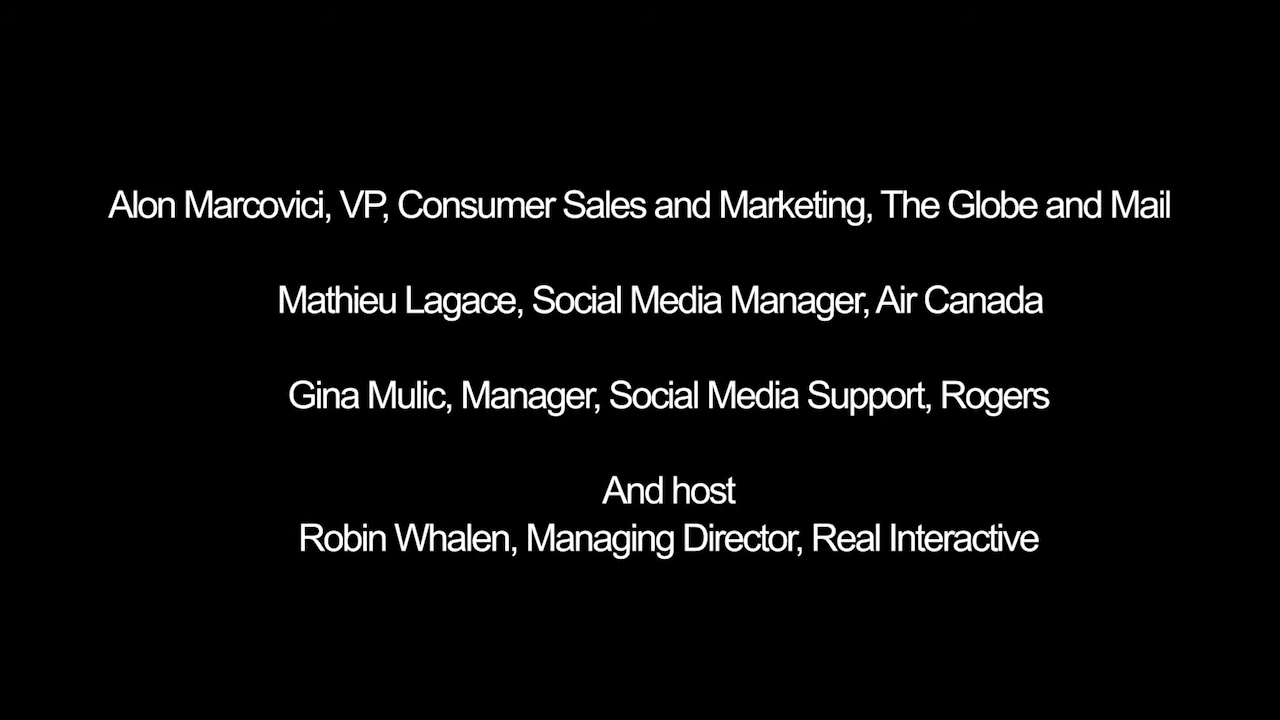 Alon Marcovici, VP, Consumer Sales and Marketing, The Globe and Mail
Mathieu Lagace, Social Media Manager, Air Canada
Gina Mulic, Manager, Social Media Support, Rogers
And host
Robin Whalen, Managing Director, Real Interactive